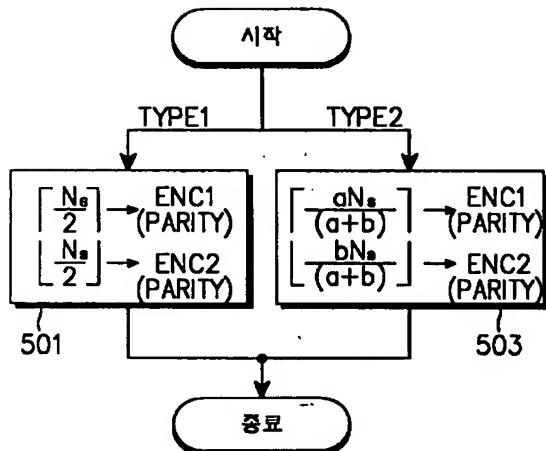 시작
TYPE1
TYPE2
⌈Ns/2⌉ → ENC1
(PARITY)
⌈Ns/2⌉ → ENC2
(PARITY)
501
⌈aNs/(a+b)⌉ → ENC1
(PARITY)
⌈bNs/(a+b)⌉ → ENC2
(PARITY)
503
종료